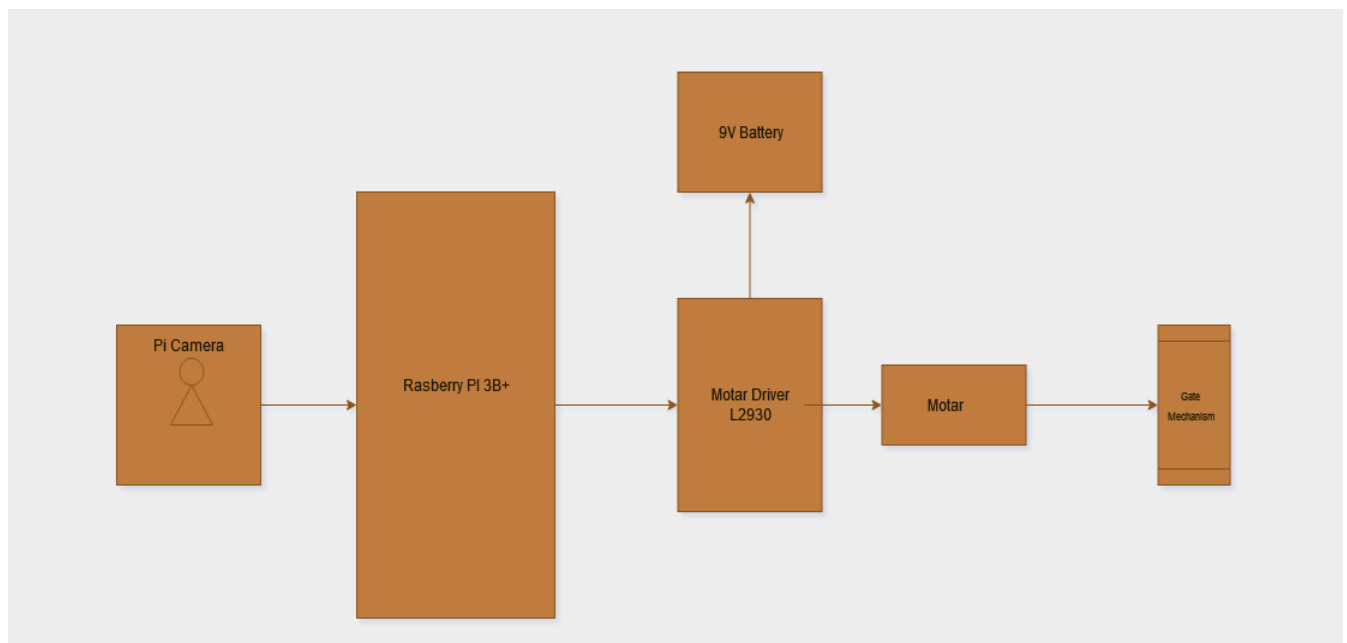 9V Battery
Pi Camera
Rasberry PI 3B+
Motar Driver
L2930
Motar
Gate
Mechanism